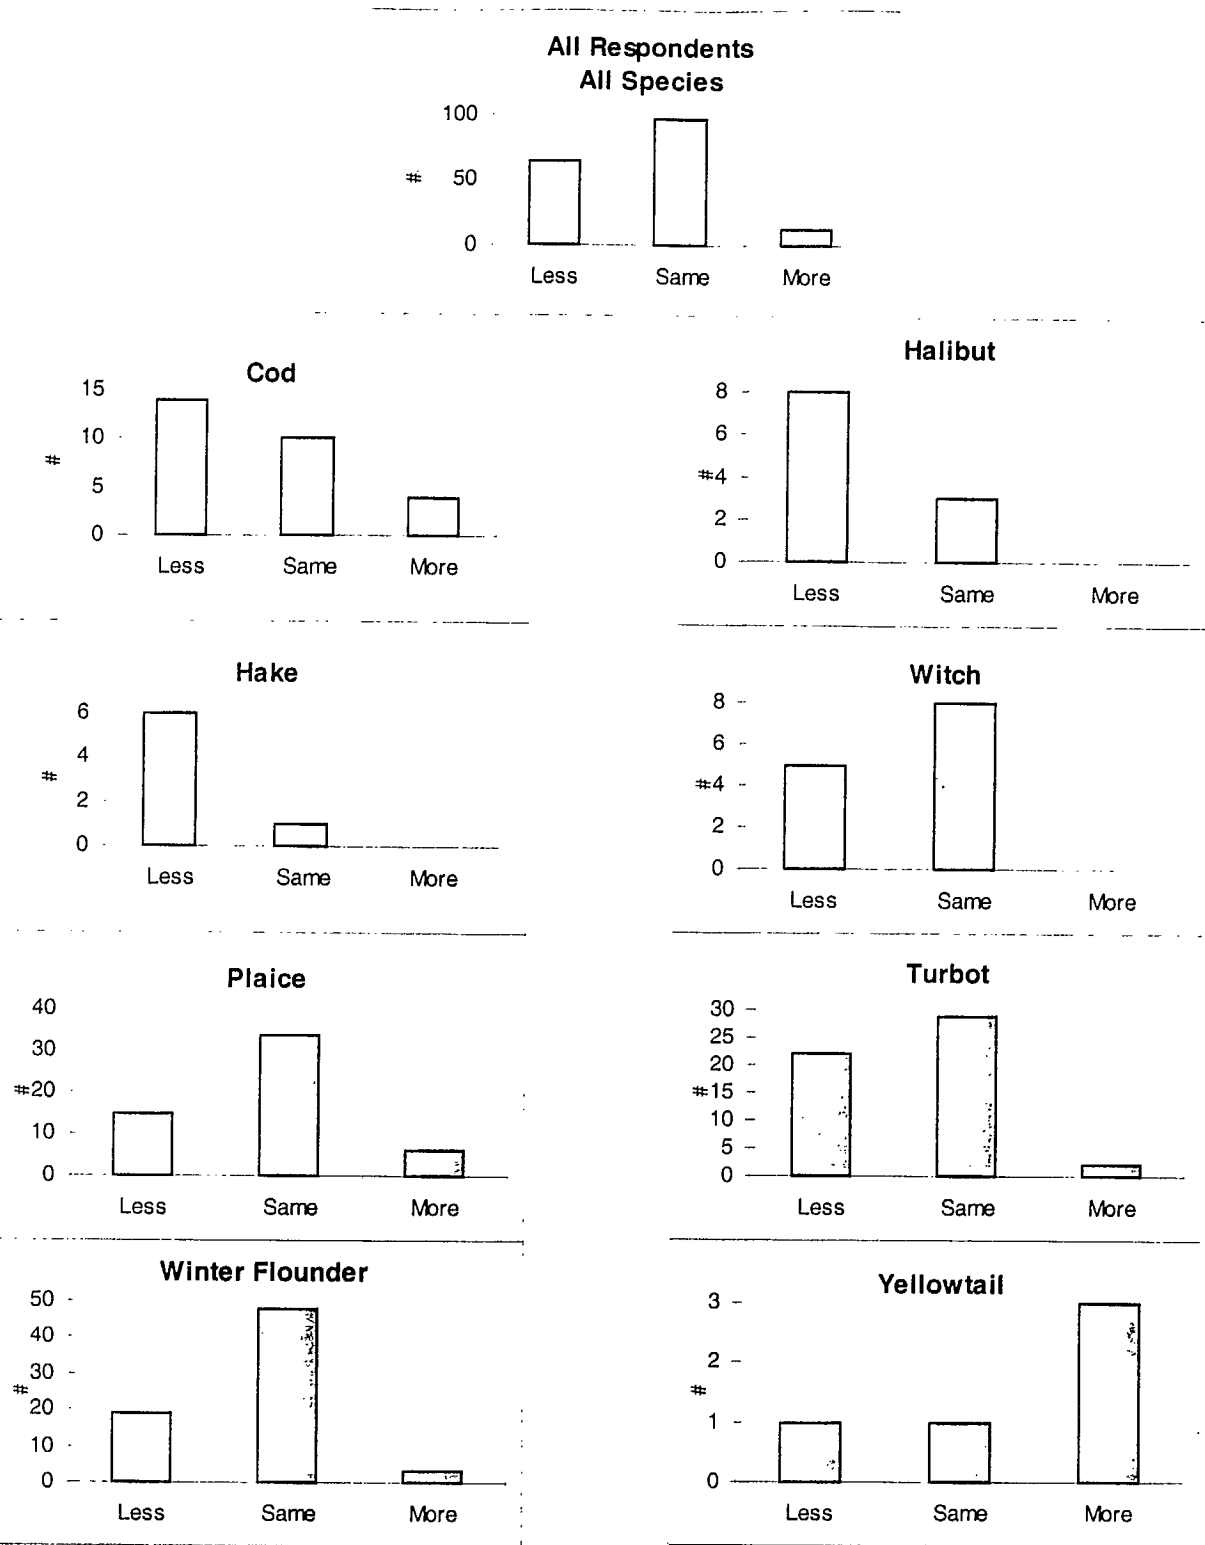 All Respondents
All Species
100
# 50
0
Less Same More
Cod
15
10
#
5
0
Less Same More
Halibut
8
6
#4
2
0
Less Same More
Hake
6
4
#
2
0
Less Same More
Witch
8
6
#4
2
0
Less Same More
Plaice
40
30
#20
10
0
Less Same More
Turbot
30
25
20
#15
10
5
0
Less Same More
Winter Flounder
50
40
30
#
20
10
0
Less Same More
Yellowtail
3
2
#
1
0
Less Same More